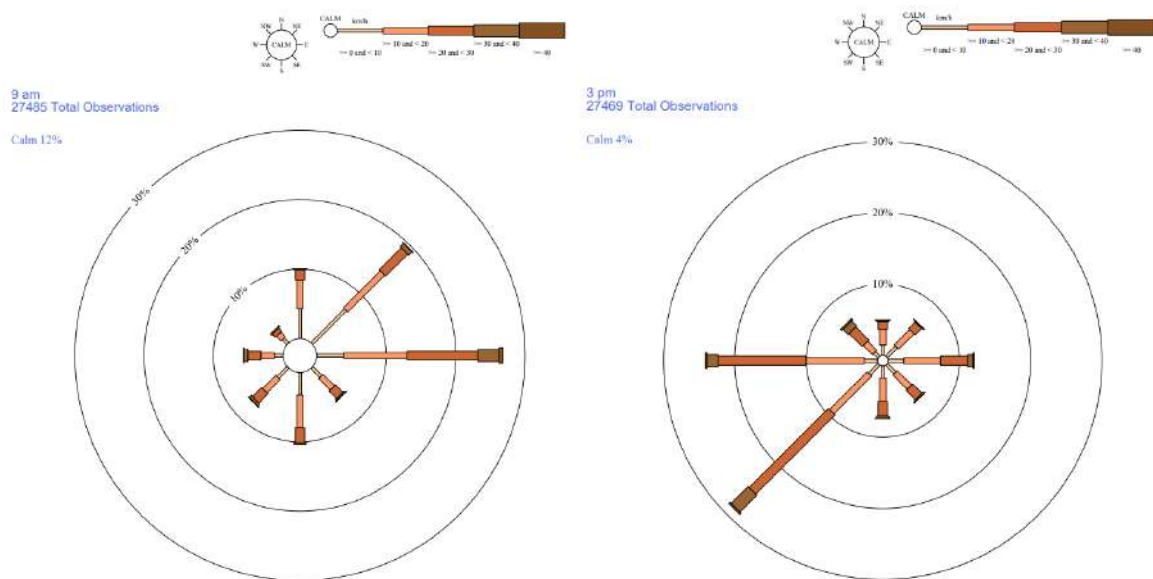 N
NW NE
W CALM E
SW SE
S
CALM km/h
>= 0 and < 10
>= 10 and < 20
>= 20 and < 30
>= 30 and < 40
>= 40
9 am
27485 Total Observations
Calm 12%
30%
20%
10%
N
NW NE
W CALM E
SW SE
S
CALM km/h
>= 0 and < 10
>= 10 and < 20
>= 20 and < 30
>= 30 and < 40
>= 40
3 pm
27469 Total Observations
Calm 4%
30%
20%
10%